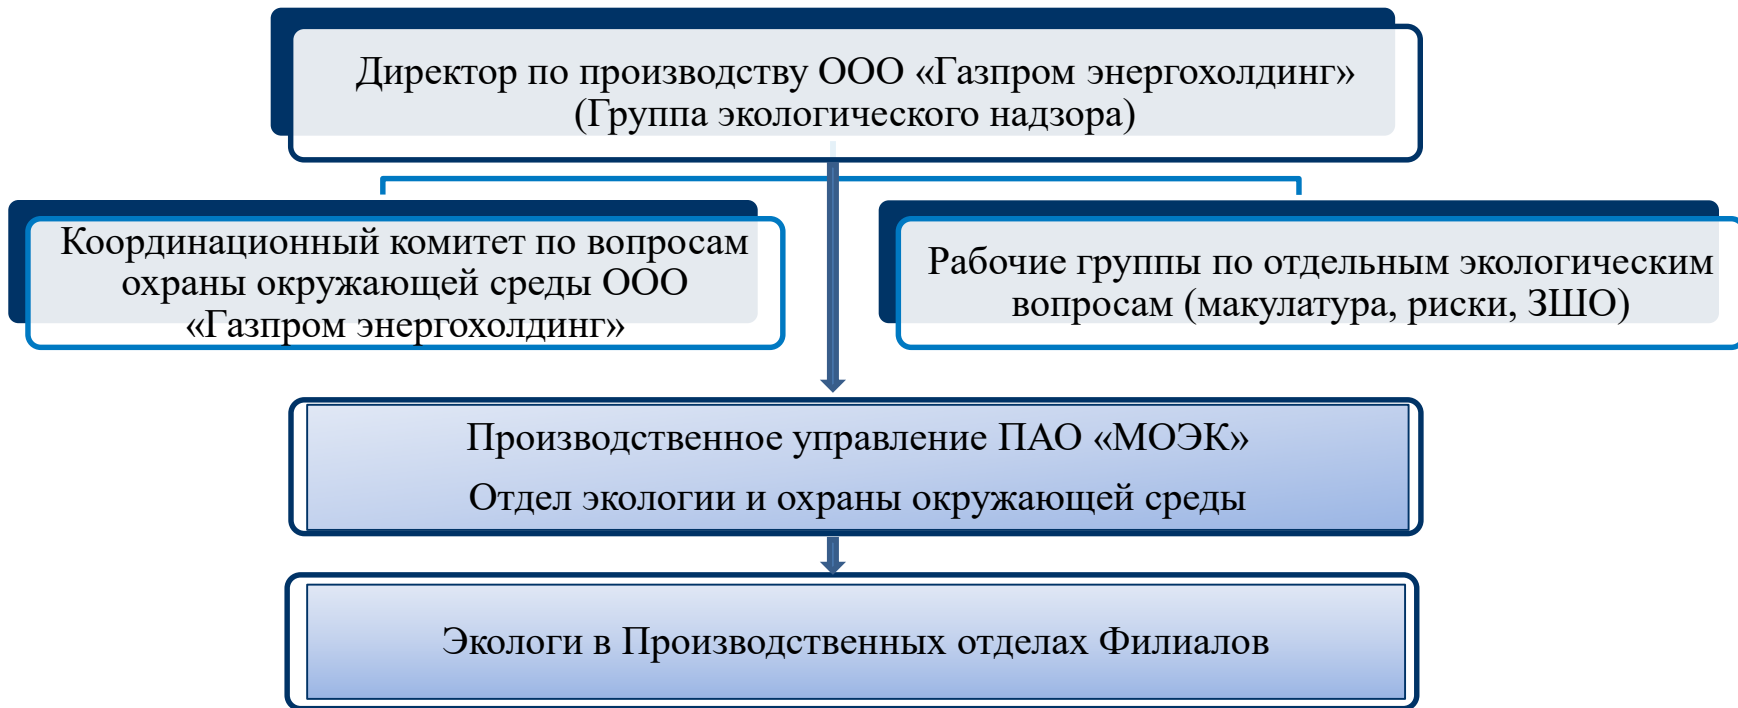 Директор по производству ООО «Газпром энергохолдинг»
(Группа экологического надзора)
Координационный комитет по вопросам
охраны окружающей среды ООО
«Газпром энергохолдинг»
Рабочие группы по отдельным экологическим
вопросам (макулатура, риски, ЗШО)
Производственное управление ПАО «МОЭК»
Отдел экологии и охраны окружающей среды
Экологи в Производственных отделах Филиалов